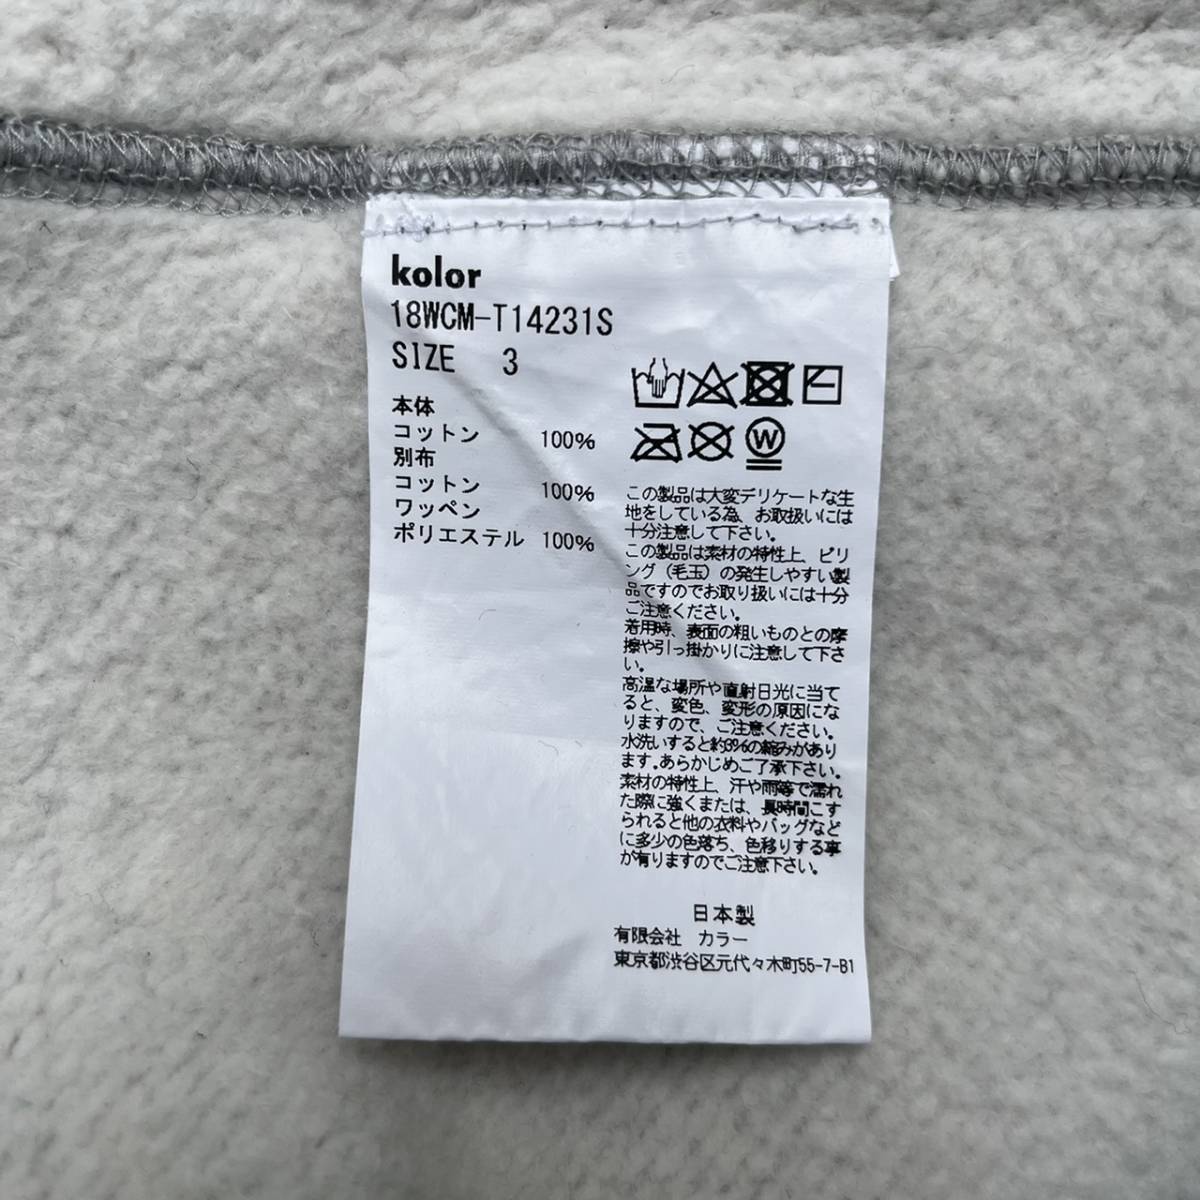 kolor
18WCM-T14231S
SIZE 3
本体
コットン 100%
別布
コットン 100%
ワッペン
ポリエステル 100%
W
この製品は大変デリケートな生
地をしている為、お取扱いには
十分注意して下さい。
この製品は素材の特性上、ピリ
ング(毛玉)の発生しやすい製
品ですのでお取り扱いには十分
ご注意ください。
着用時、表面の粗いものとの摩
擦や引っ掛かりに注意して下さ
い。
高温な場所や直射日光に当て
ると、変色、変形の原因にな
りますので、ご注意ください。
水洗いすると約3%の縮みがあり
ます。あらかじめご了承下さい。
素材の特性上、汗や雨等で濡れ
た際に強くまたは、長時間こす
られると他の衣料やバッグなど
に多少の色落ち、色移りする事
が有りますのでご注意下さい。
日本製
有限会社 カラー
東京都渋谷区元代々木町55-7-B1